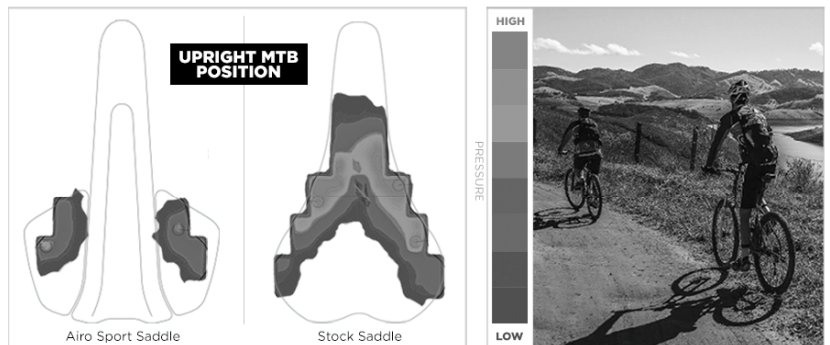 UPRIGHT MTB
POSITION
Airo Sport Saddle
Stock Saddle
HIGH
PRESSURE
LOW